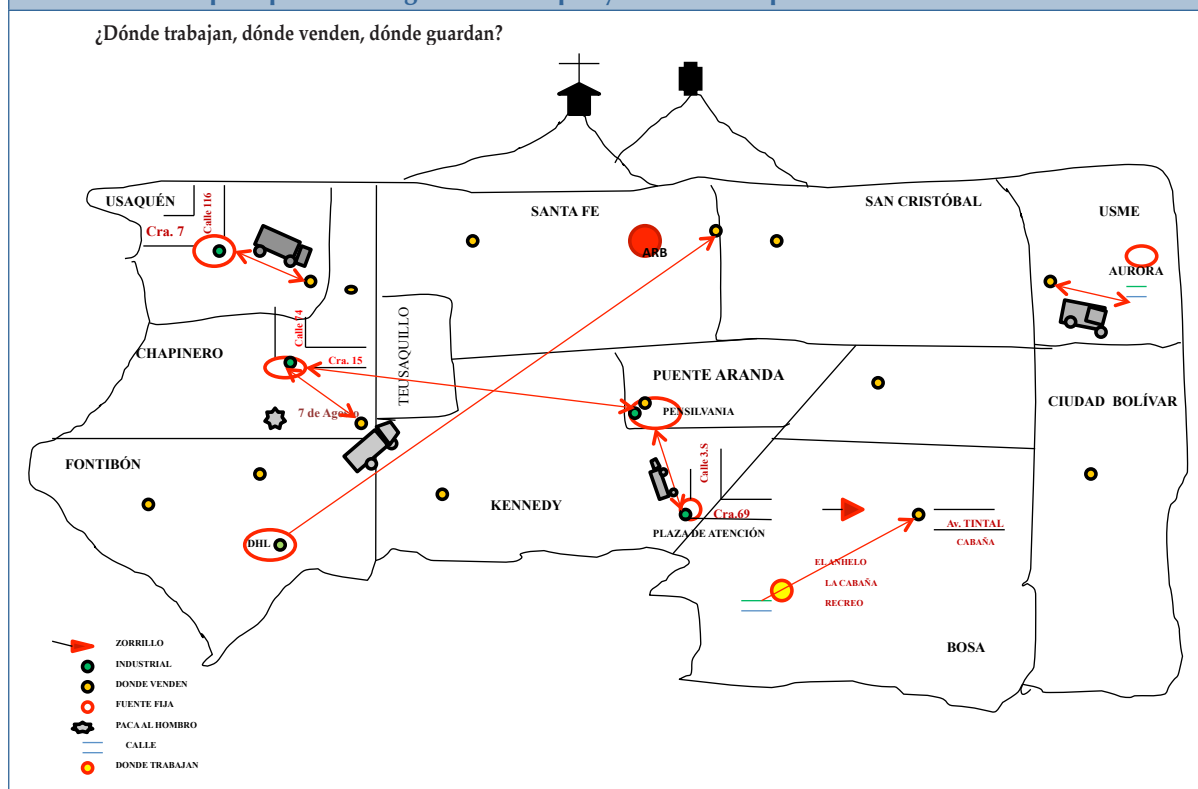 ¿Dónde trabajan, dónde venden, dónde guardan?
USAQUÉN
Calle 116
Cra. 7
SANTA FE
ARB
SAN CRISTÓBAL
USME
AURORA
CHAPINERO
Calle 74
Cra. 15
TEUSAQUILLO
7 de Agosto
PUENTE ARANDA
PENSILVANIA
CIUDAD BOLÍVAR
FONTIBÓN
DHL
KENNEDY
Calle 3.S
Cra.69
PLAZA DE ATENCIÓN
Av. TINTAL
CABAÑA
EL ANHELO
LA CABAÑA
RECREO
BOSA
ZORRILLO
INDUSTRIAL
DONDE VENDEN
FUENTE FIJA
PACA AL HOMBRO
CALLE
DONDE TRABAJAN